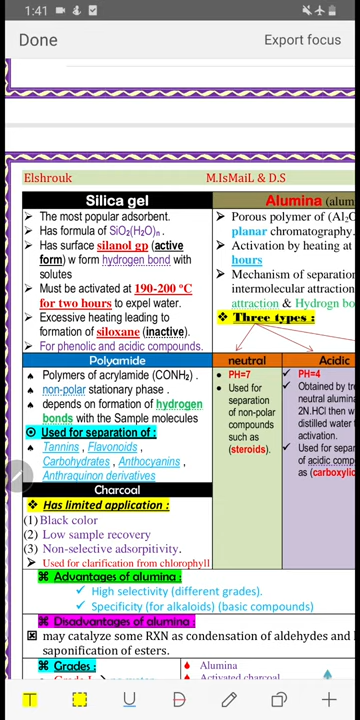 1:41
Done
Export focus
Elshrouk
M.IsMaiL & D.S
Silica gel
The most popular adsorbent.
Has formula of SiO₂(H₂O)ₙ .
Has surface silanol gp (active
form) w form hydrogen bond with
solutes
Must be activated at 190-200 ºC
for two hours to expel water.
Excessive heating leading to
formation of siloxane (inactive).
For phenolic and acidic compounds.
Alumina (alum
Porous polymer of (Al₂O
planar chromatography.
Activation by heating at
hours
Mechanism of separatio
intermolecular attraction
attraction & Hydrogn bo
Three types :
Polyamide
Polymers of acrylamide (CONH₂) .
non-polar stationary phase .
depends on formation of hydrogen
bonds with the Sample molecules
Used for separation of :
Tannins , Flavonoids ,
Carbohydrates , Anthocyanins ,
Anthraquinon derivatives
neutral
PH=7
Used for
separation
of non-polar
compounds
such as
(steroids).
Acidic
PH=4
Obtained by tre
neutral alumina
2N.HCl then w
distilled water t
activation.
Used for separ
of acidic comp
as (carboxylic
Charcoal
Has limited application :
(1) Black color
(2) Low sample recovery
(3) Non-selective adsorpitivity.
Used for clarification from chlorophyll
Advantages of alumina :
High selectivity (different grades).
Specificity (for alkaloids) (basic compounds)
Disadvantages of alumina :
may catalyze some RXN as condensation of aldehydes and
saponification of esters.
Grades :
Alumina
Activated charcoal